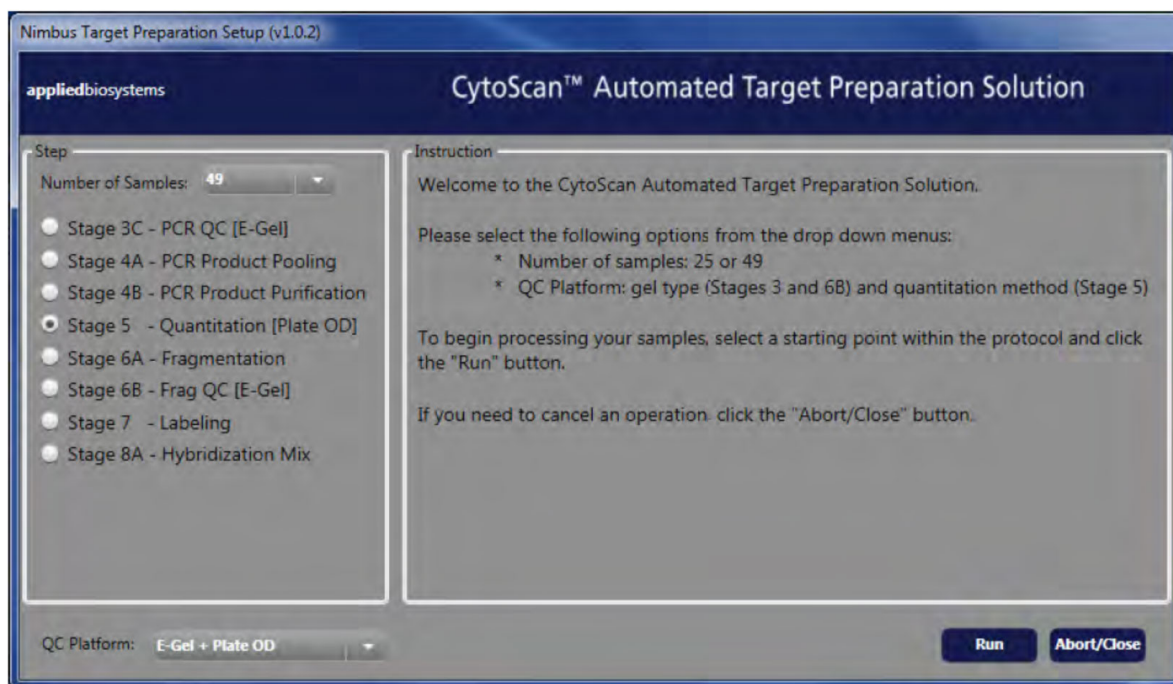 Nimbus Target Preparation Setup (v1.0.2)
appliedbiosystems
CytoScan™ Automated Target Preparation Solution
Step
Number of Samples: 49
Stage 3C - PCR QC [E-Gel]
Stage 4A - PCR Product Pooling
Stage 4B - PCR Product Purification
Stage 5 - Quantitation [Plate OD]
Stage 6A - Fragmentation
Stage 6B - Frag QC [E-Gel]
Stage 7 - Labeling
Stage 8A - Hybridization Mix
Instruction
Welcome to the CytoScan Automated Target Preparation Solution.
Please select the following options from the drop down menus:
* Number of samples: 25 or 49
* QC Platform: gel type (Stages 3 and 6B) and quantitation method (Stage 5)
To begin processing your samples, select a starting point within the protocol and click
the "Run" button.
If you need to cancel an operation click the "Abort/Close" button.
QC Platform: E-Gel + Plate OD
Run
Abort/Close